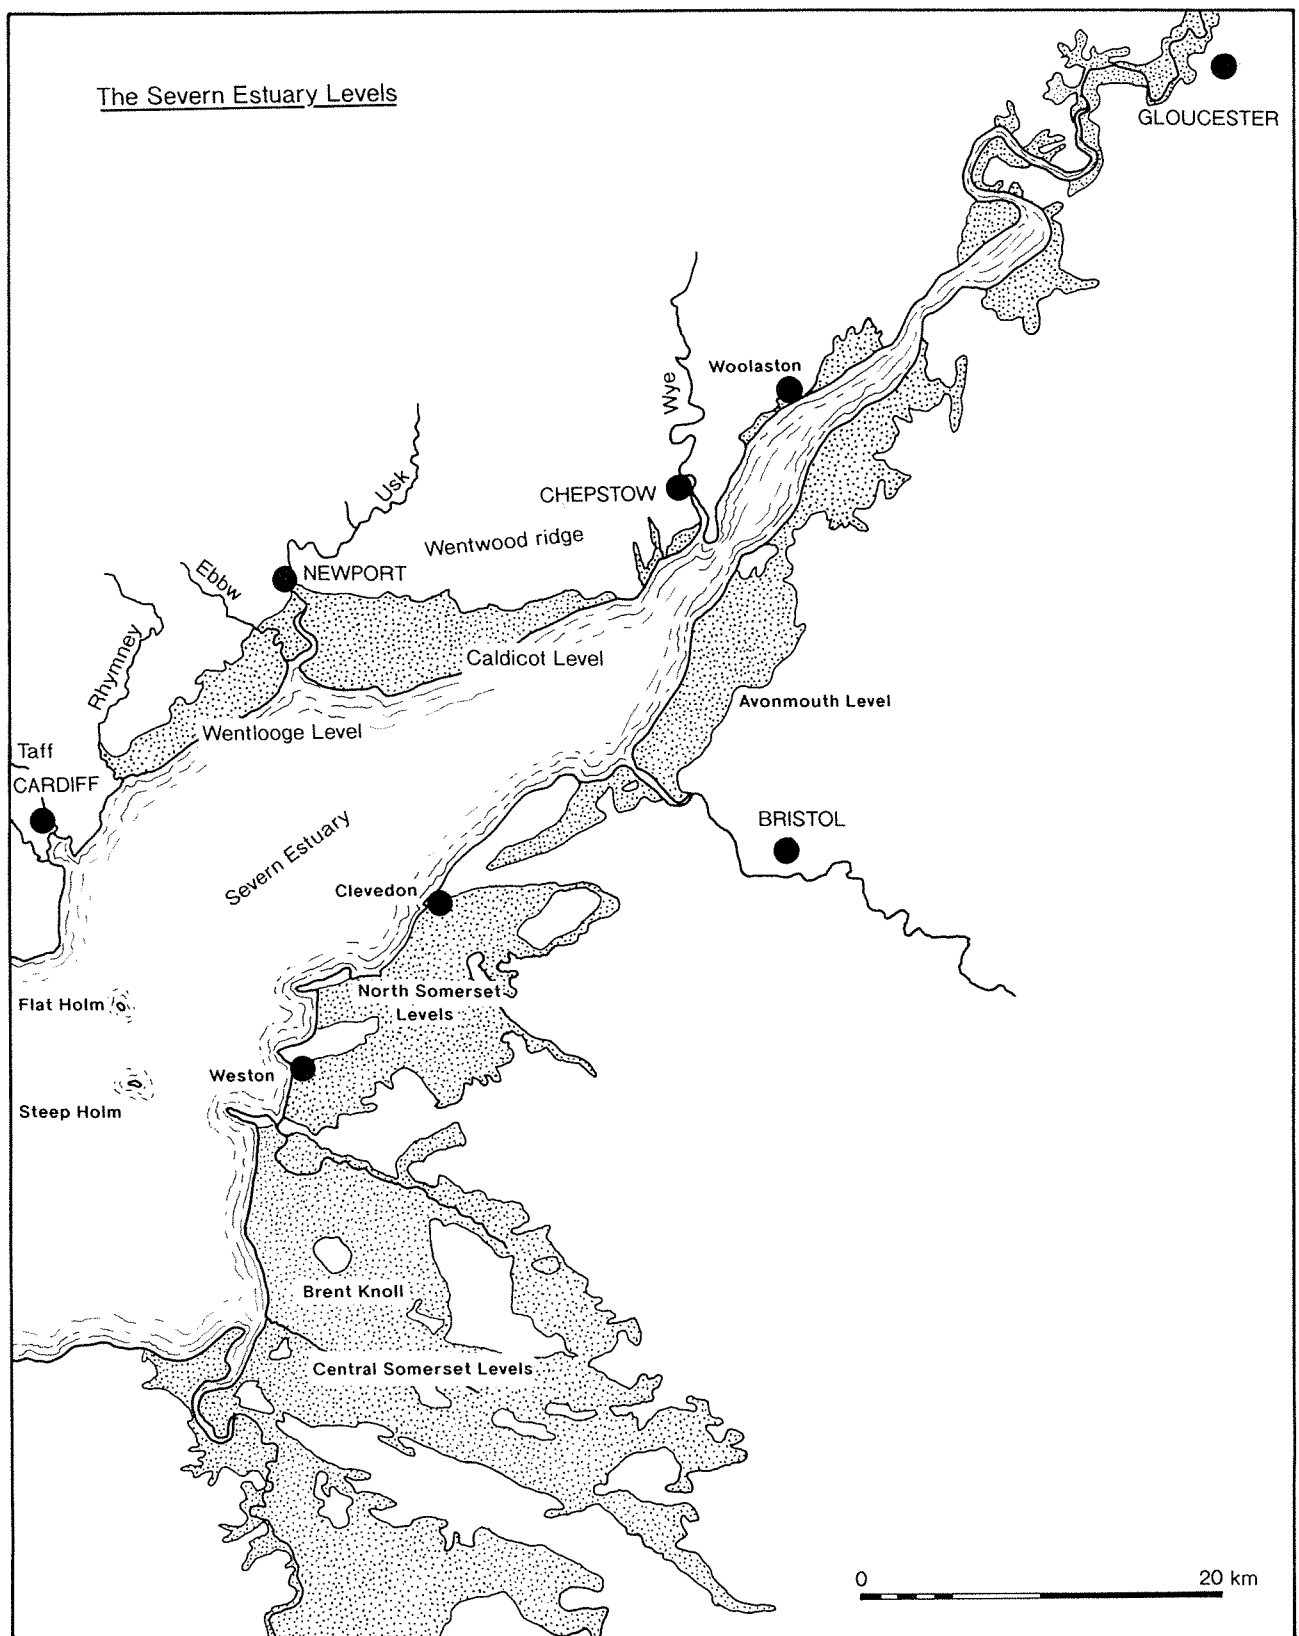 The Severn Estuary Levels
GLOUCESTER
Woolaston
Wye
Usk
CHEPSTOW
Wentwood ridge
Ebbw
NEWPORT
Rhymney
Caldicot Level
Avonmouth Level
Wentlooge Level
Taff
CARDIFF
BRISTOL
Severn Estuary
Clevedon
Flat Holm
North Somerset
Levels
Weston
Steep Holm
Brent Knoll
Central Somerset Levels
0
20 km